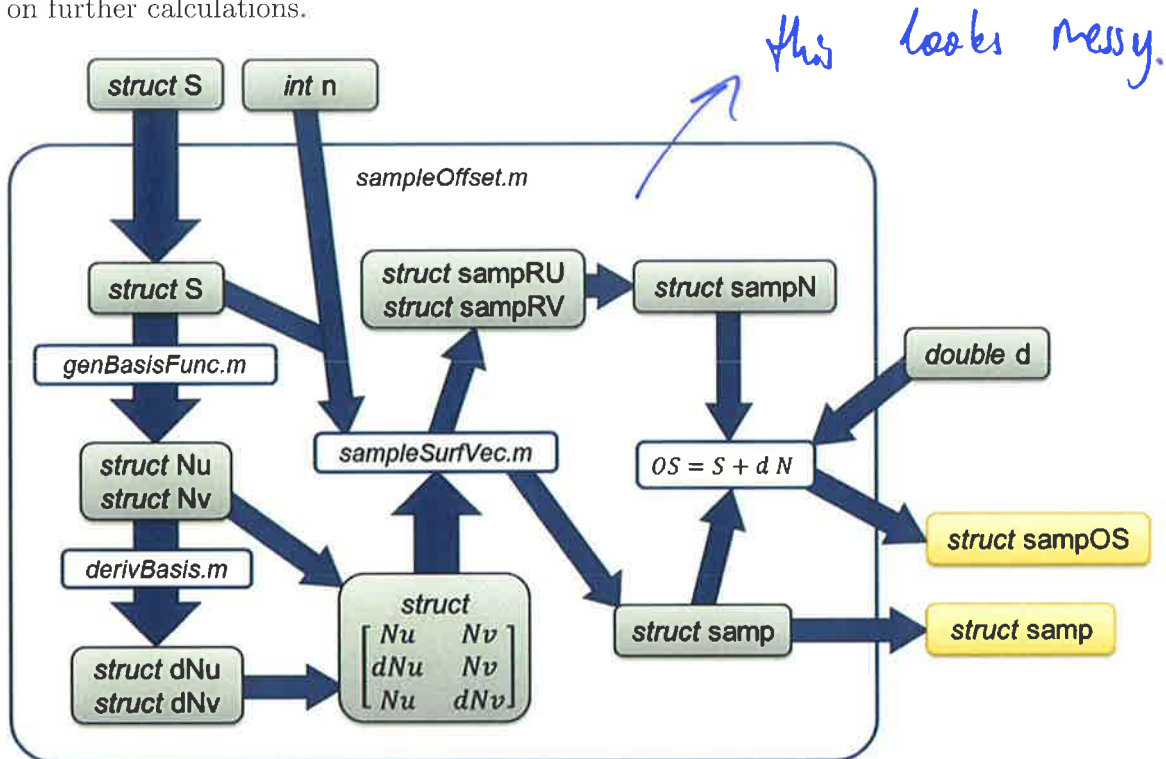 on further calculations.
this looks messy.
struct S
int n
sampleOffset.m
struct S
struct sampRU
struct sampRV
struct sampN
double d
genBasisFunc.m
sampleSurfVec.m
OS = S + d N
struct Nu
struct Nv
struct sampOS
derivBasis.m
struct
Nu Nv
dNu Nv
Nu dNv
struct samp
struct samp
struct dNu
struct dNv